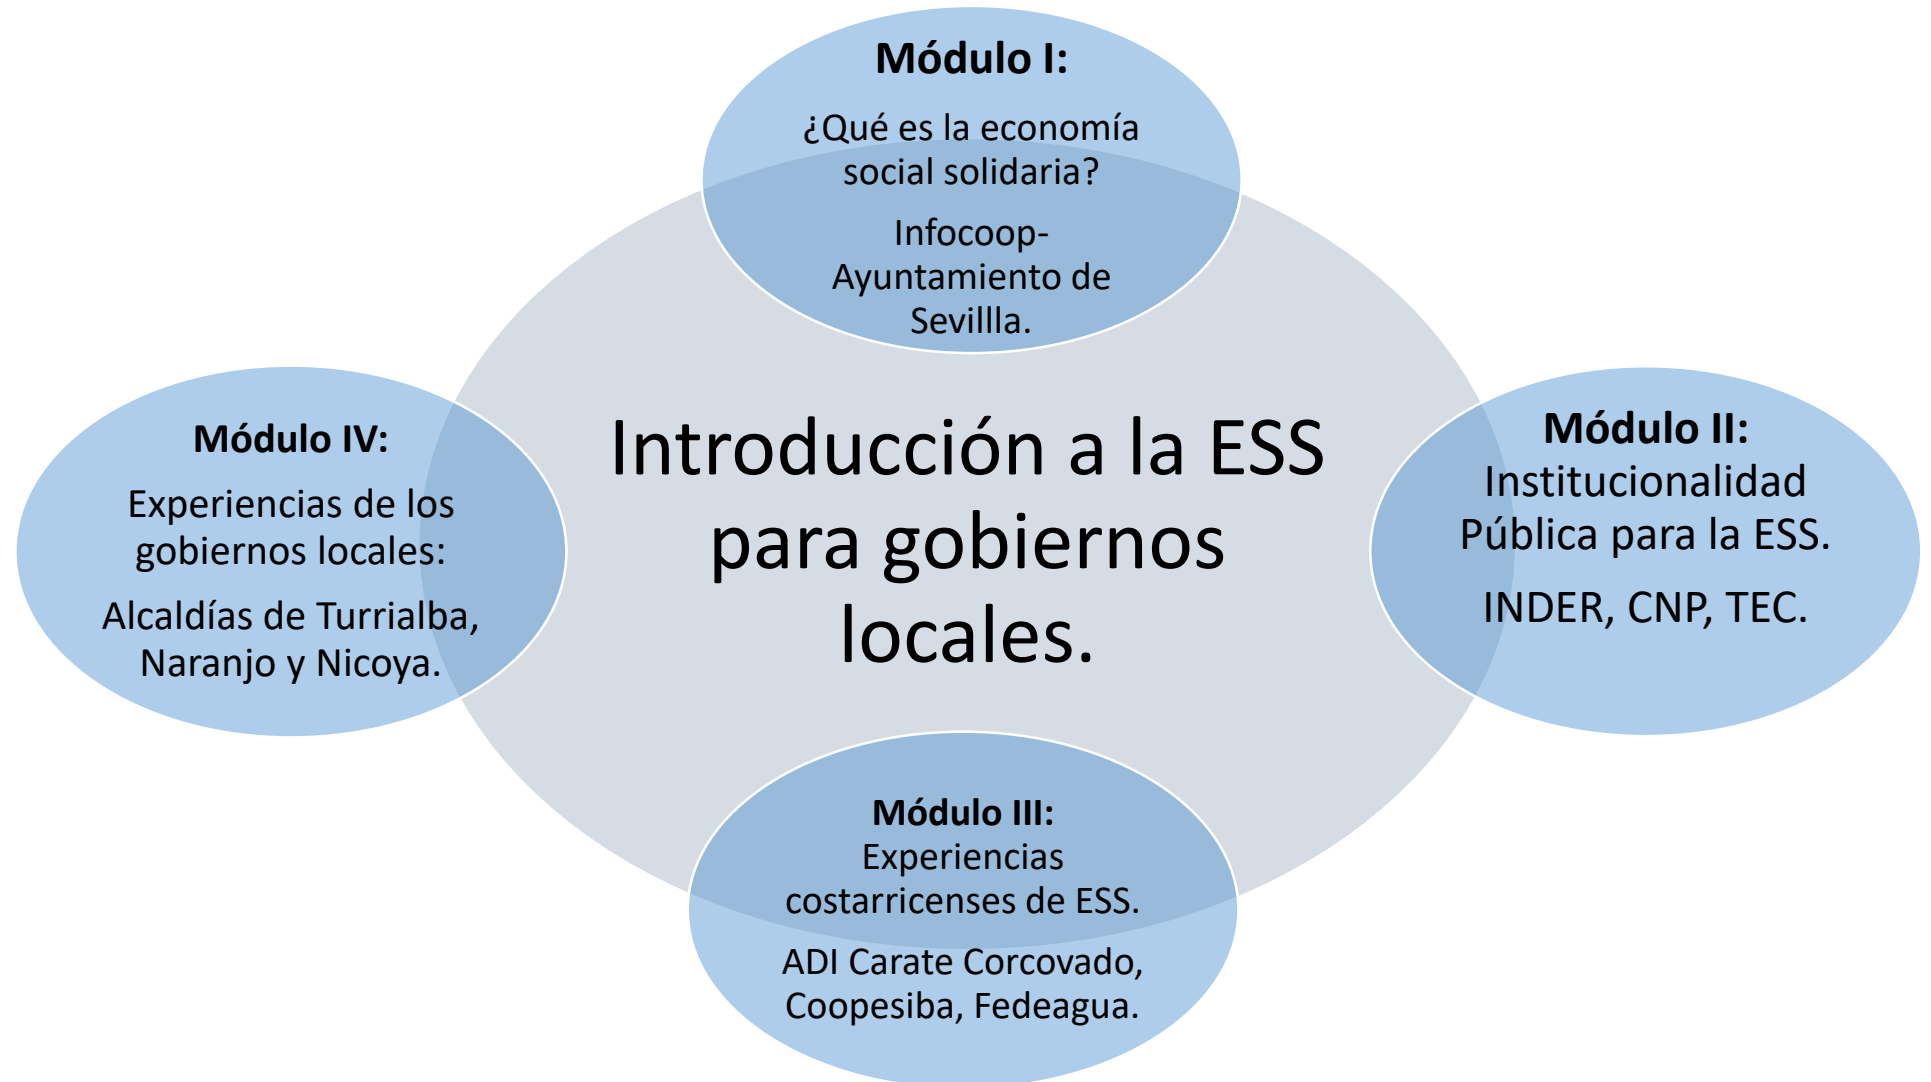 Módulo I:
¿Qué es la economía
social solidaria?
Infocoop-
Ayuntamiento de
Sevillla.
Introducción a la ESS
para gobiernos
locales.
Módulo II:
Institucionalidad
Pública para la ESS.
INDER, CNP, TEC.
Módulo III:
Experiencias
costarricenses de ESS.
ADI Carate Corcovado,
Coopesiba, Fedeagua.
Módulo IV:
Experiencias de los
gobiernos locales:
Alcaldías de Turrialba,
Naranjo y Nicoya.